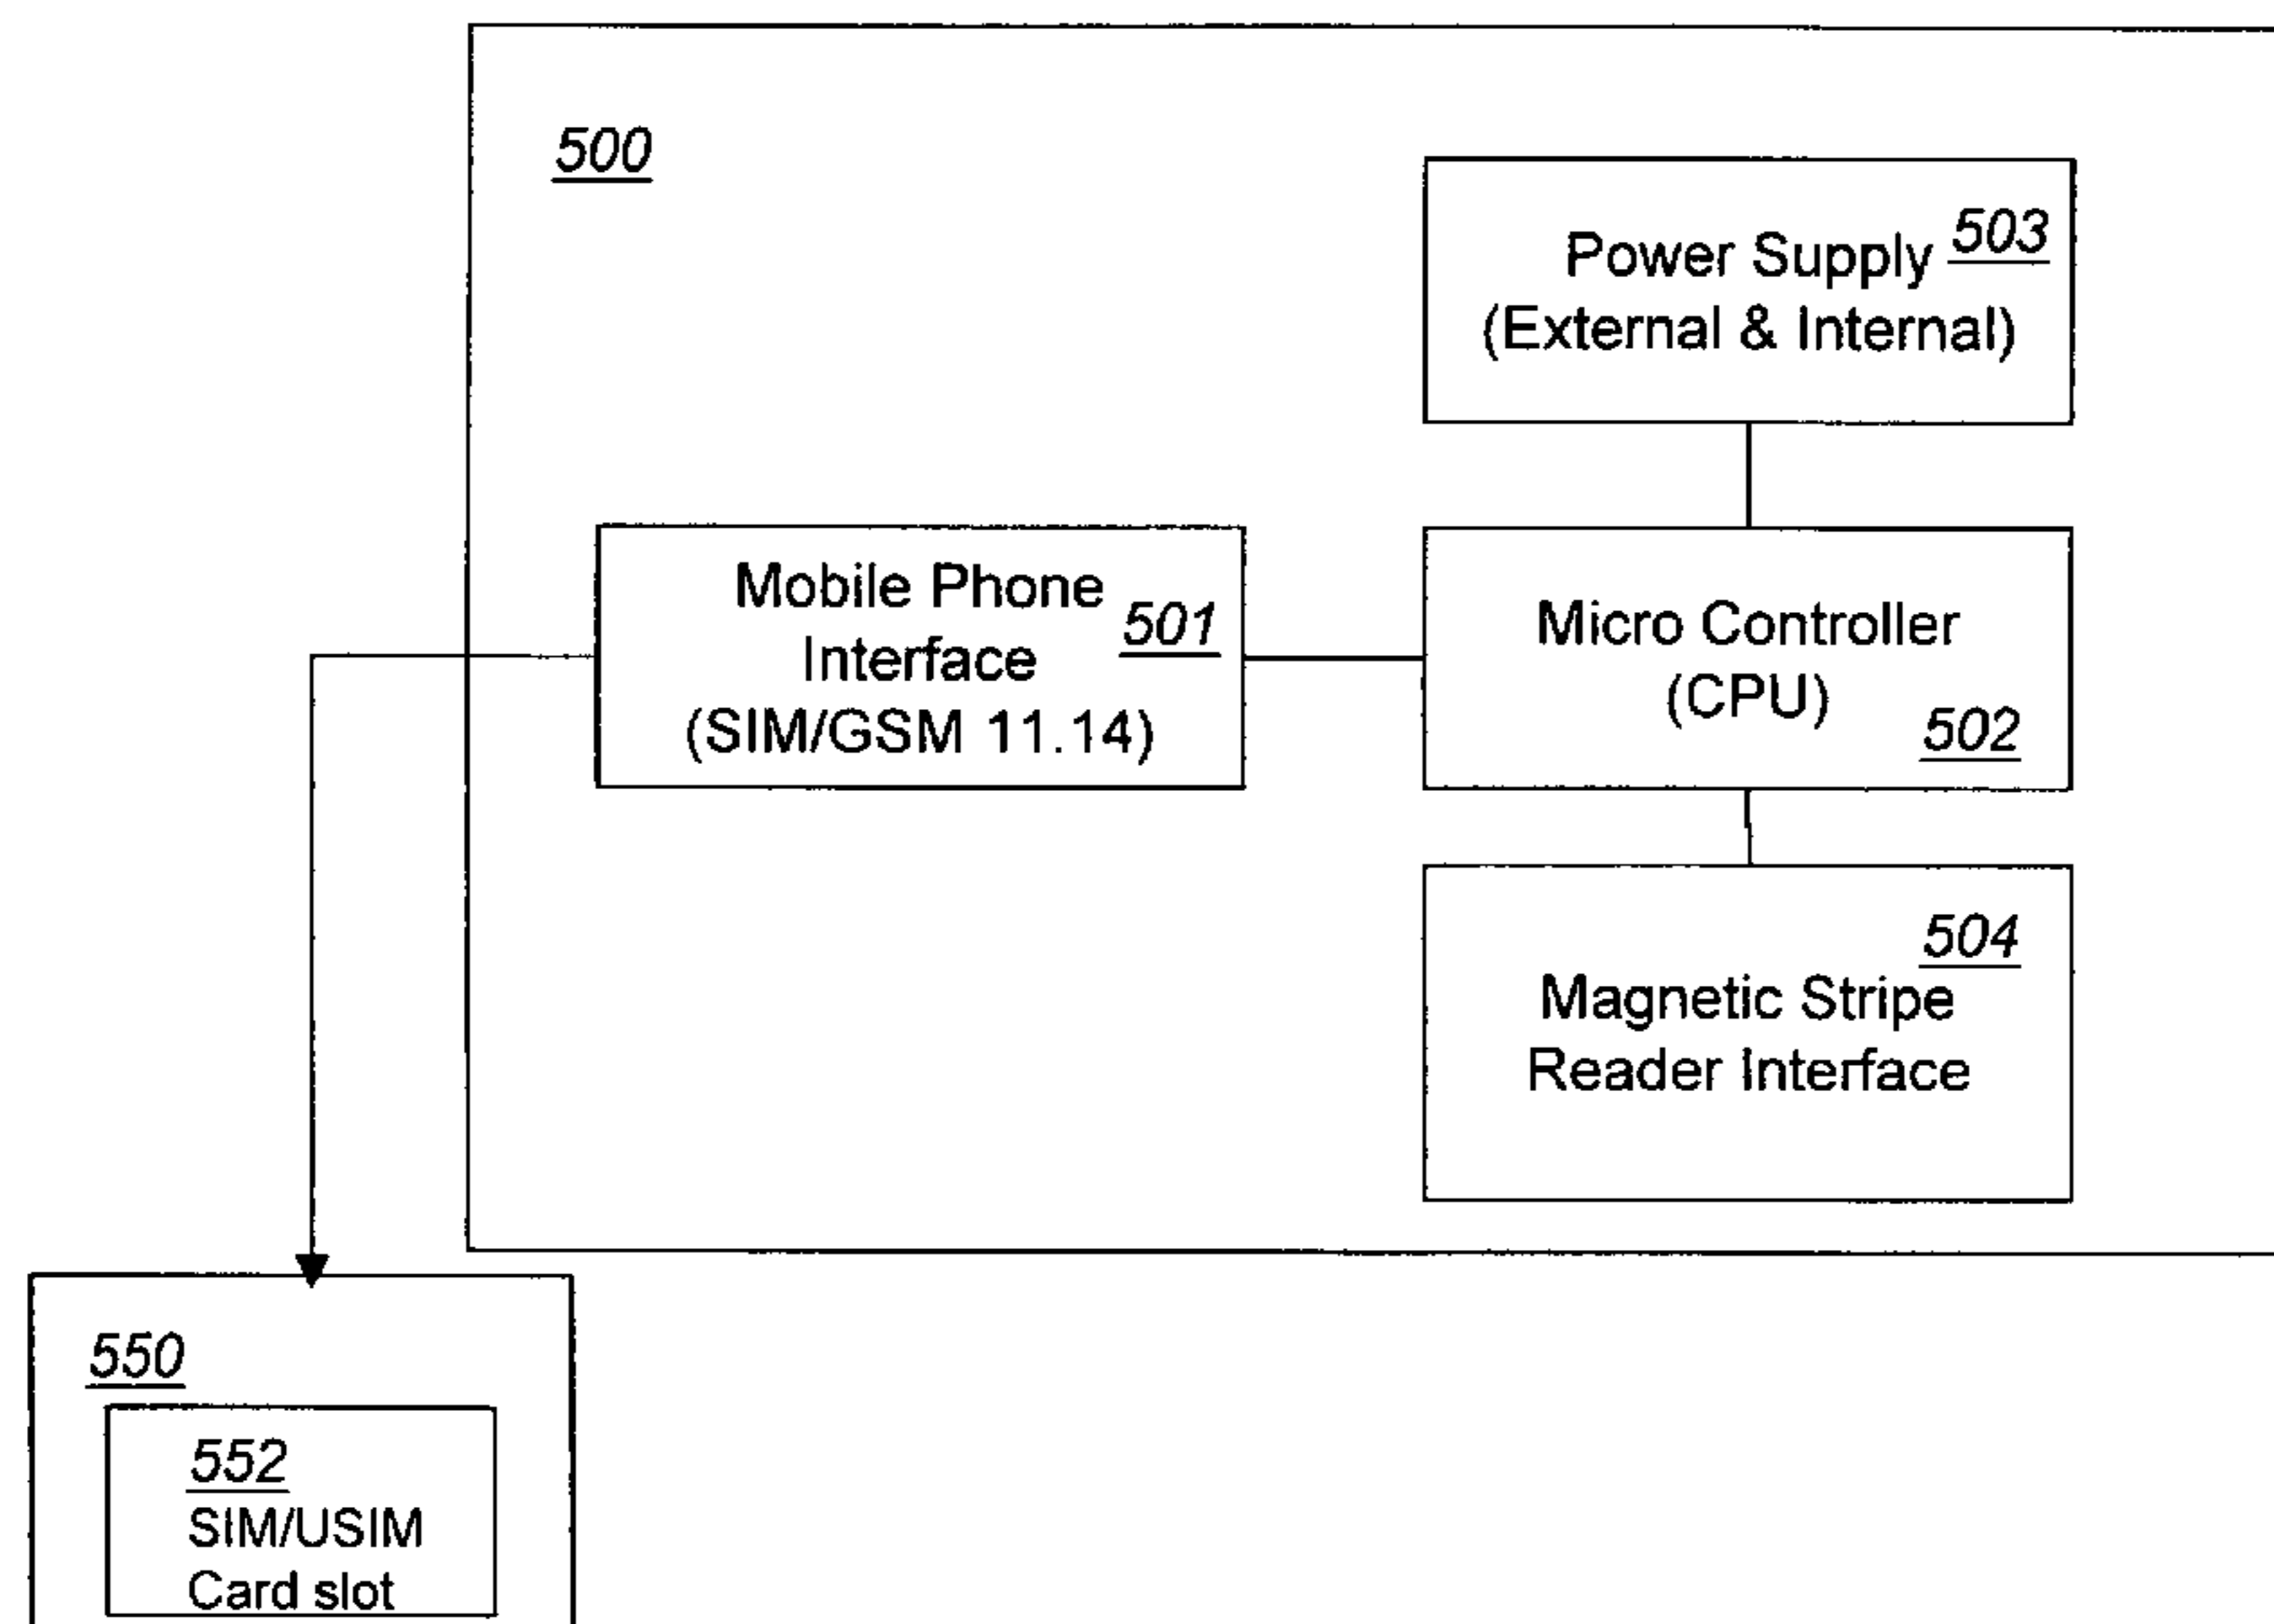 500
503
Power Supply
(External & Internal)
Mobile Phone
Interface
501
(SIM/GSM 11.14)
Micro Controller
(CPU)
502
504
Magnetic Stripe
Reader Interface
550
552
SIM/USIM
Card slot